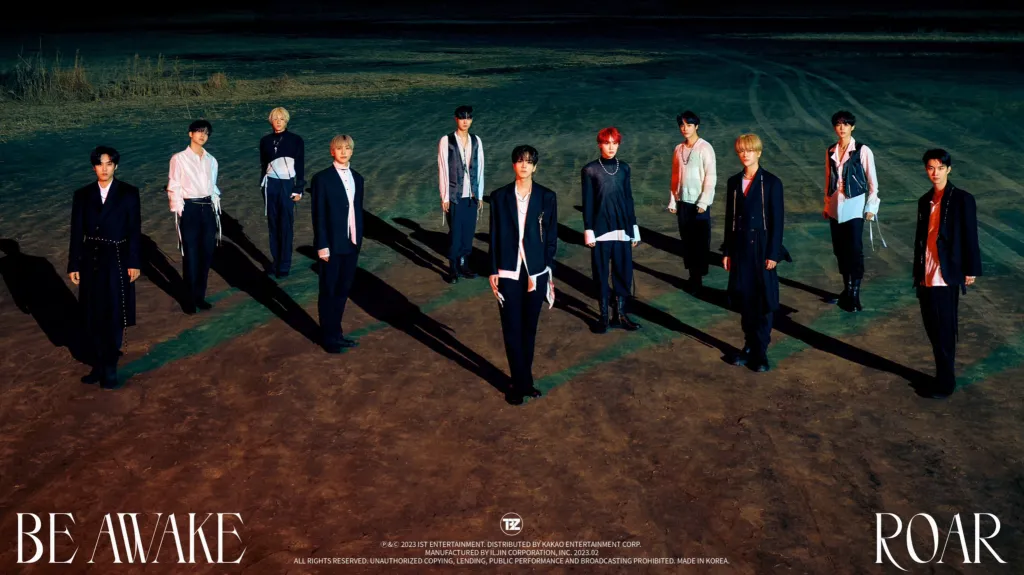 BE AWAKE
TBZ
ROAR
℗ & © 2023 IST ENTERTAINMENT. DISTRIBUTED BY KAKAO ENTERTAINMENT CORP.
MANUFACTURED BY ILJIN CORPORATION, INC. 2023.02
ALL RIGHTS RESERVED. UNAUTHORIZED COPYING, LENDING, PUBLIC PERFORMANCE AND BROADCASTING PROHIBITED. MADE IN KOREA.